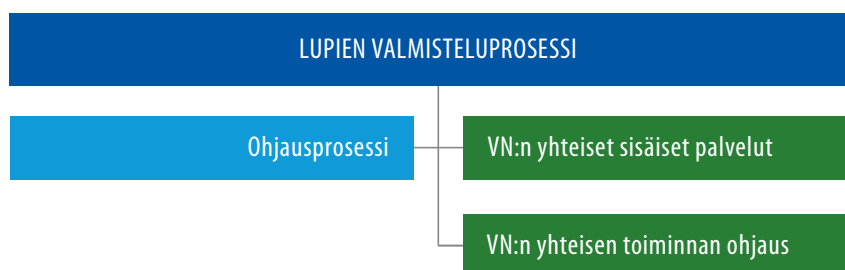 LUPIEN VALMISTELUPROSESSI
Ohjausprosessi
VN:n yhteiset sisäiset palvelut
VN:n yhteisen toiminnan ohjaus